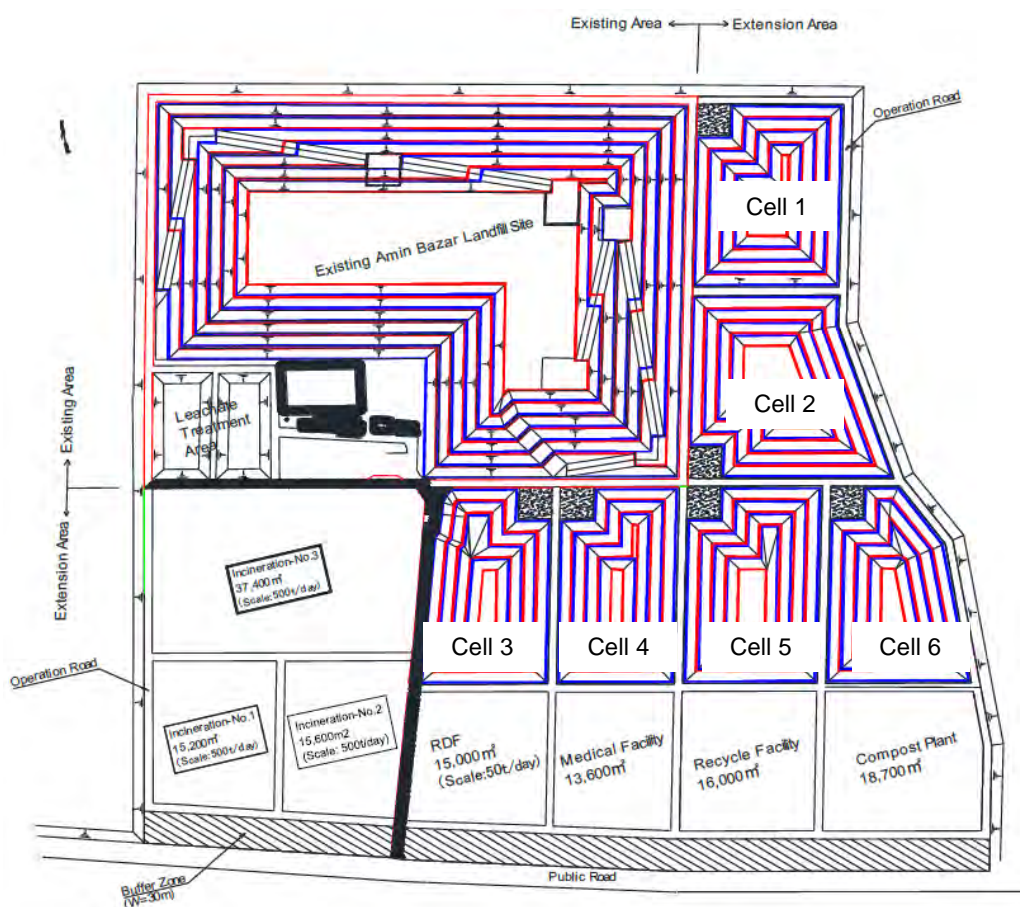 Existing Area
Extension Area
Operation Road
Cell 1
Existing Amin Bazar Landfill Site
Cell 2
Leachate
Treatment
Area
Existing Area
Extension Area
Incineration-No.3
37,400㎡
(Scale:500t/day)
Cell 3
Cell 4
Cell 5
Cell 6
Operation Road
Incineration-No.1
15,200㎡
(Scale:500t/day)
Incineration-No.2
15,600m2
(Scale:500t/day)
RDF
15,000㎡
(Scale:50t/day)
Medical Facility
13,600㎡
Recycle Facility
16,000㎡
Compost Plant
18,700㎡
Public Road
Buffer Zone
(W=30m)